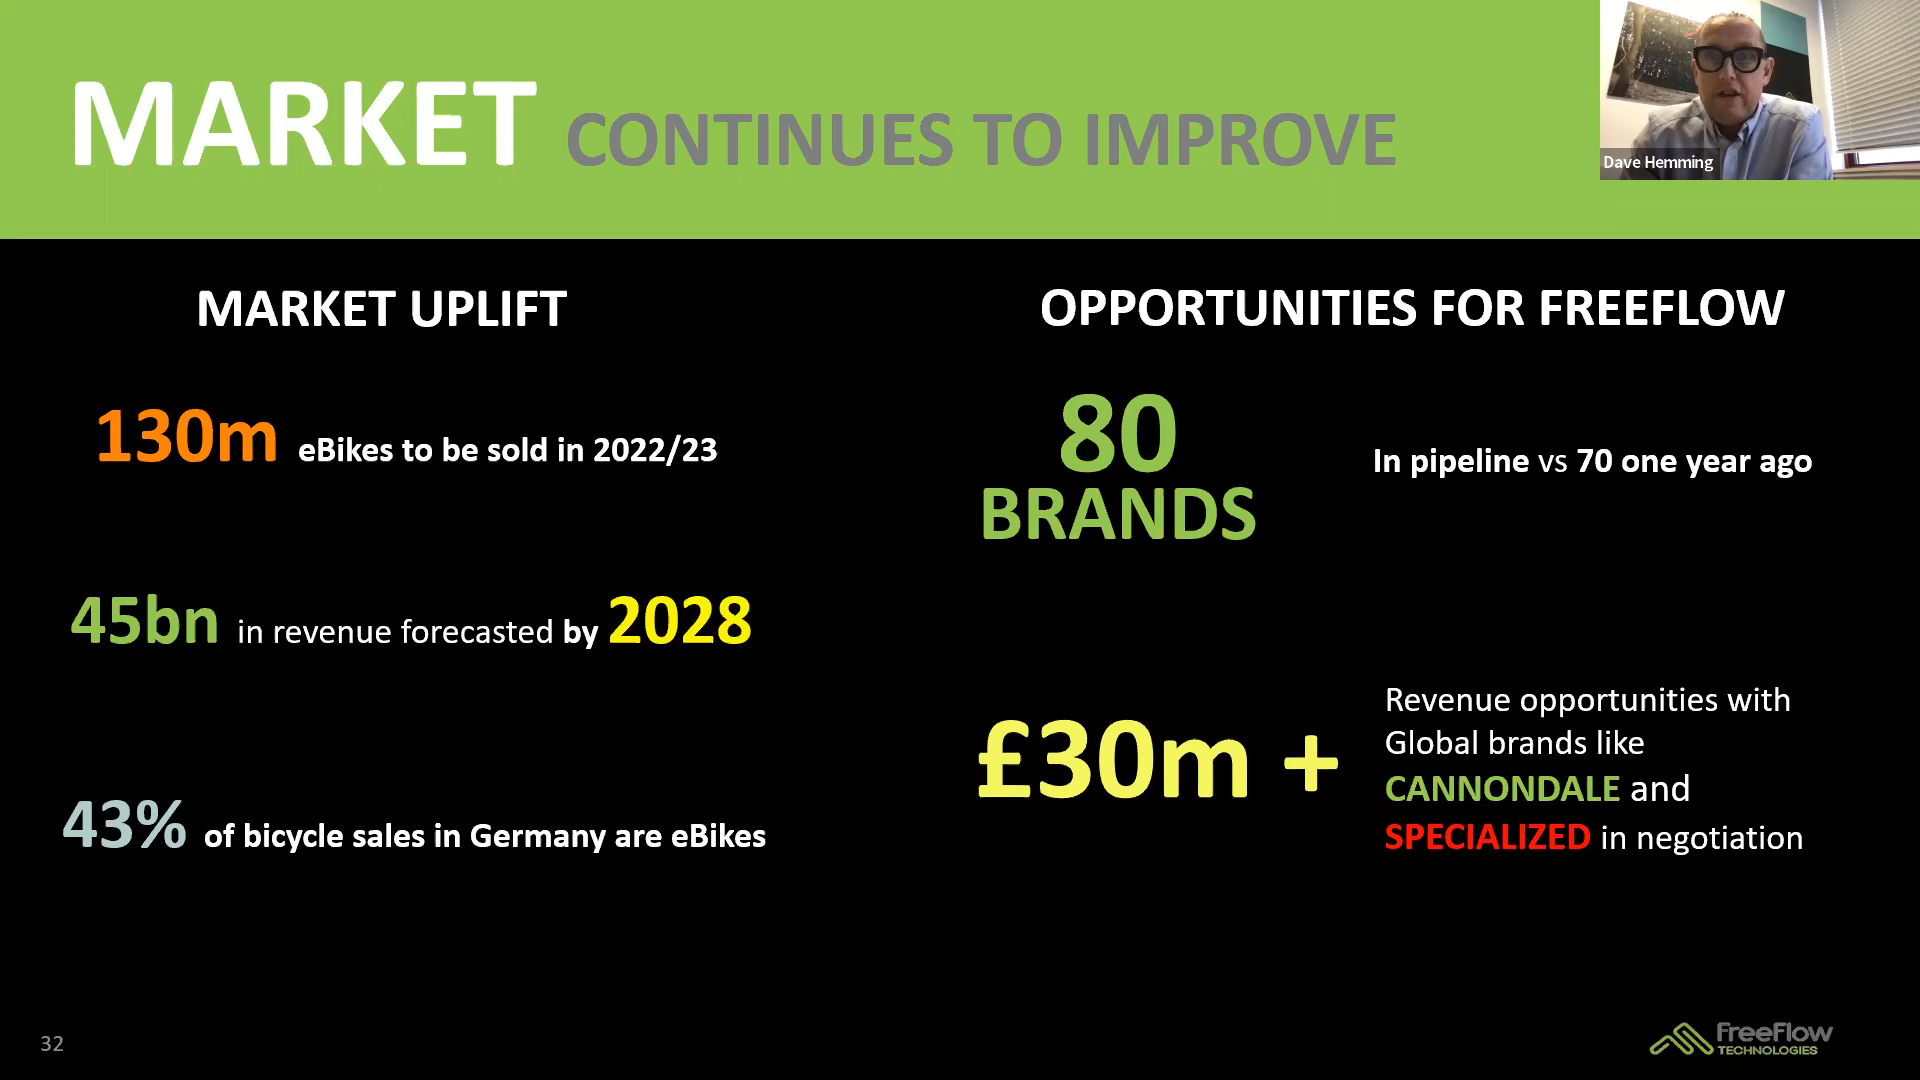 MARKET CONTINUES TO IMPROVE
Dave Hemming
MARKET UPLIFT
130m eBikes to be sold in 2022/23
45bn in revenue forecasted by 2028
43% of bicycle sales in Germany are eBikes
OPPORTUNITIES FOR FREEFLOW
80
BRANDS
In pipeline vs 70 one year ago
£30m +
Revenue opportunities with
Global brands like
CANNONDALE and
SPECIALIZED in negotiation
32
FreeFlow
TECHNOLOGIES